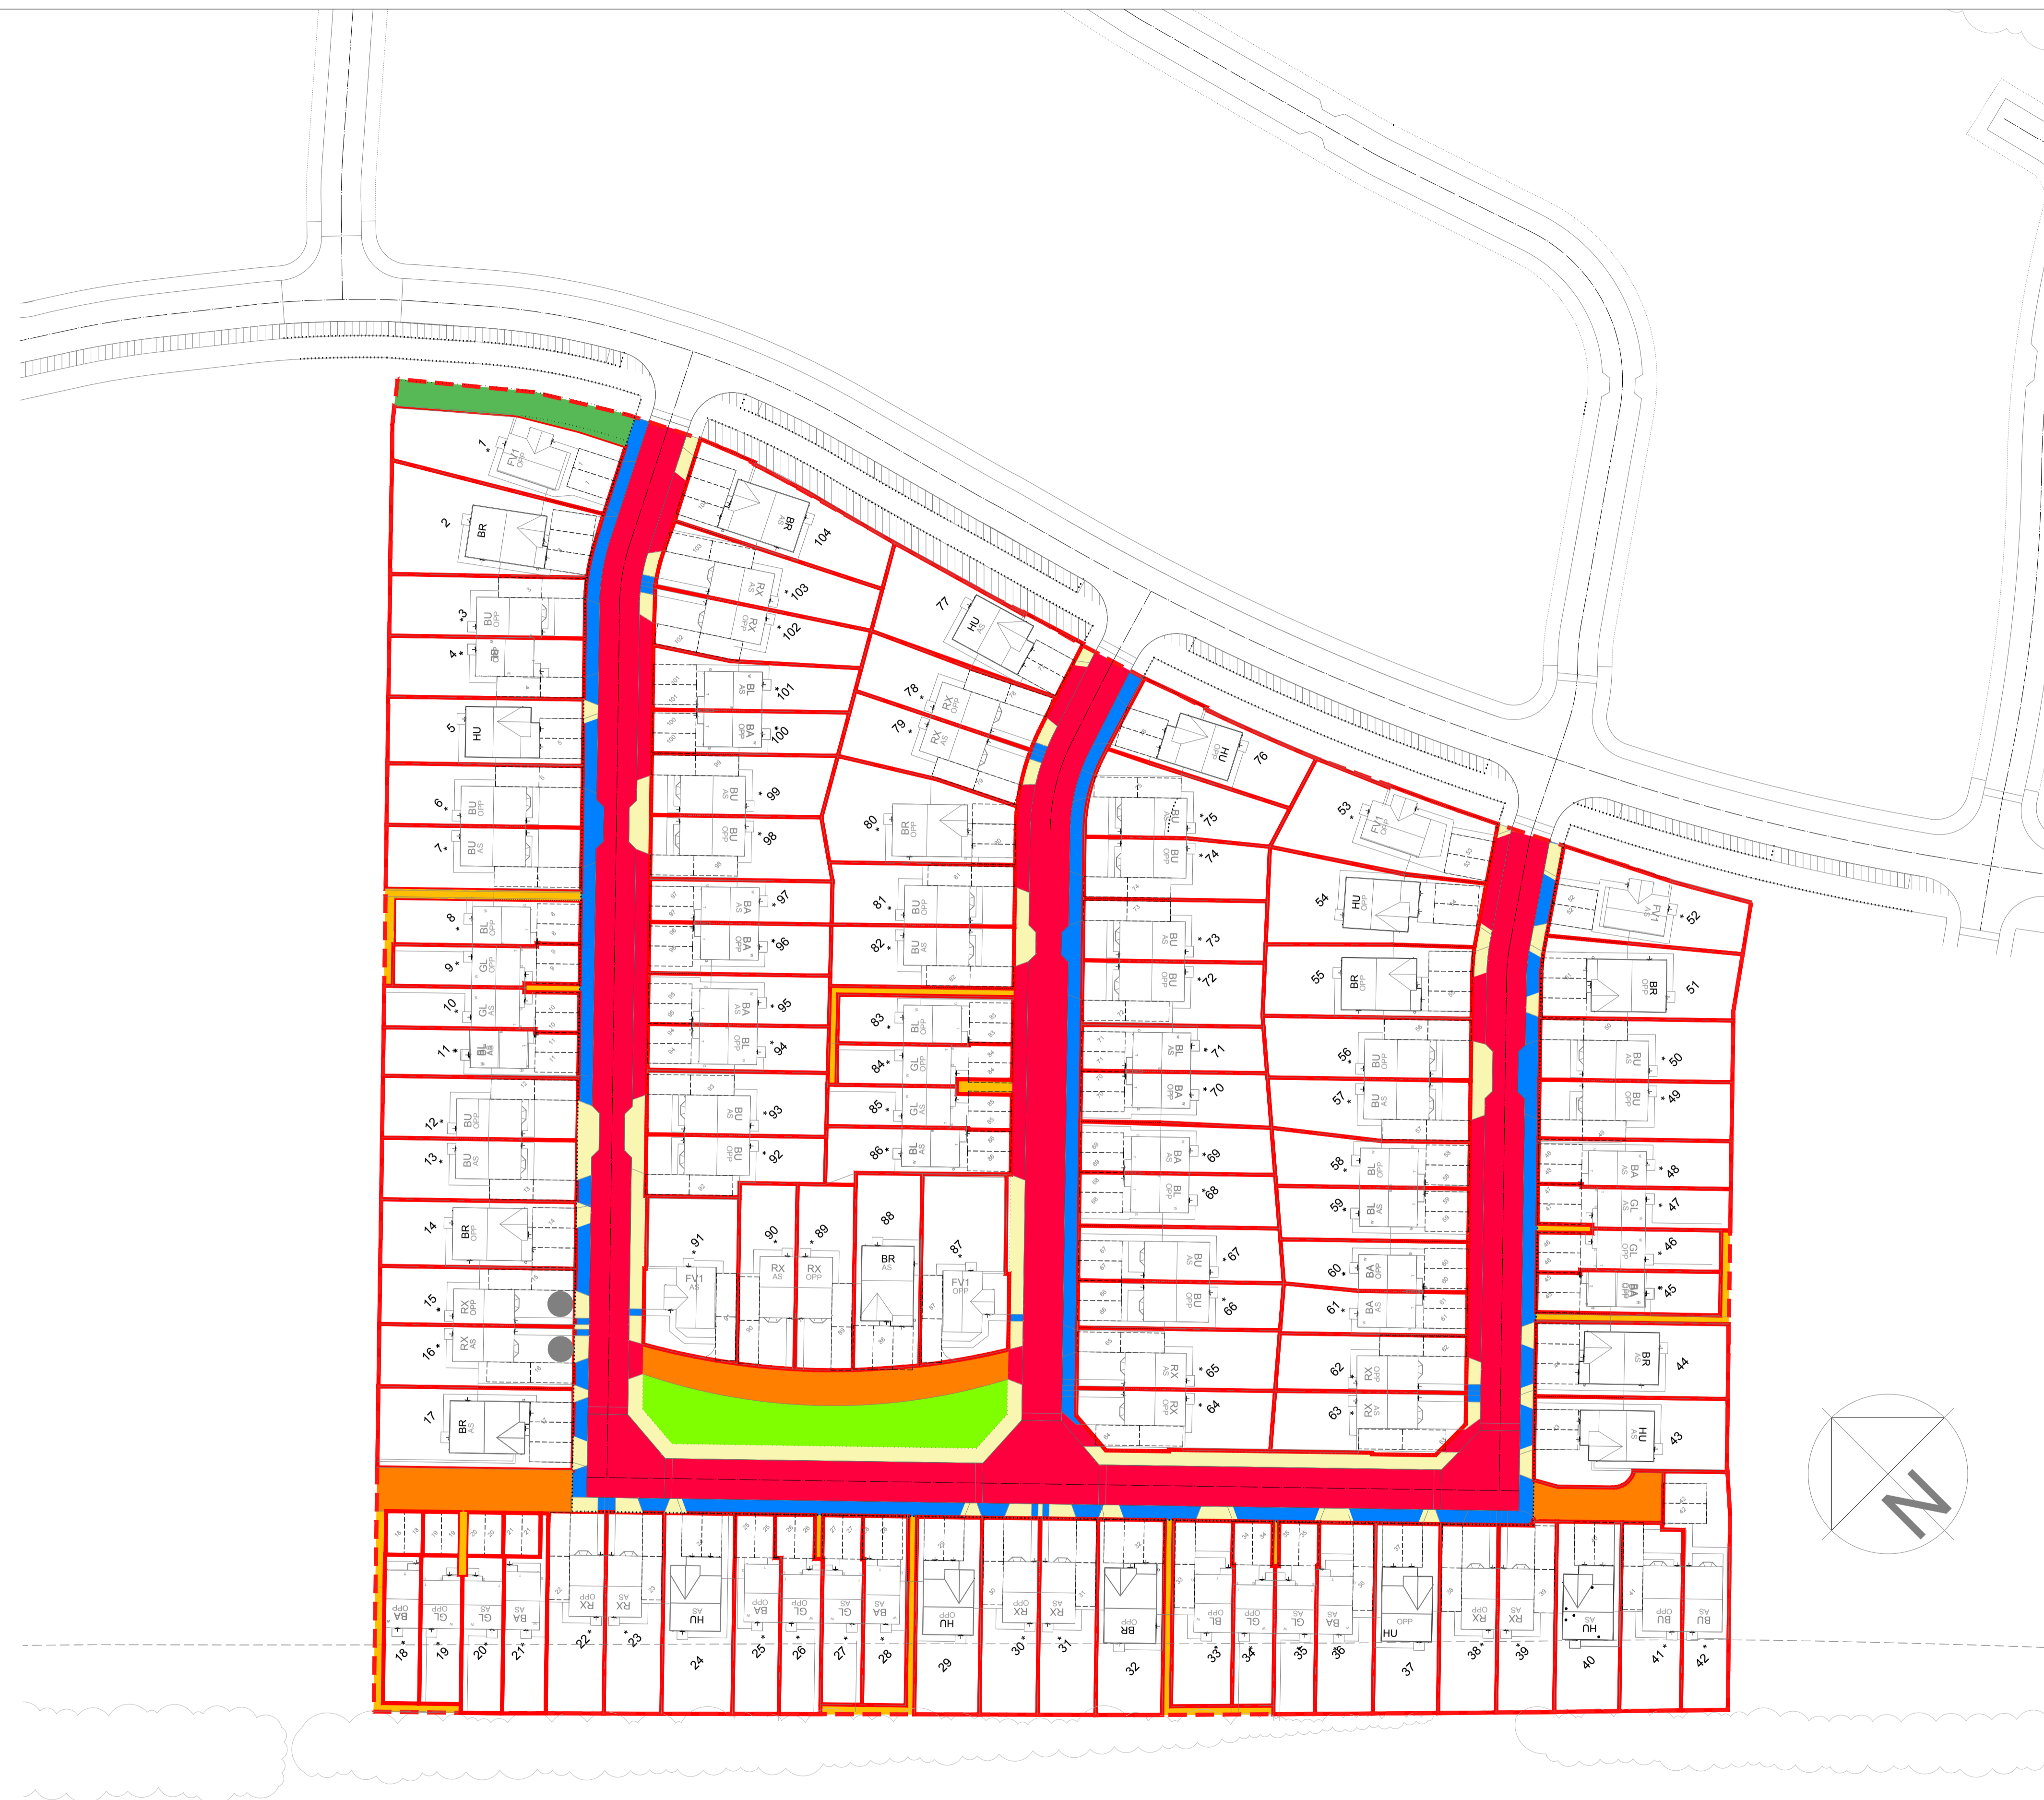 *1
FV1
OPP
2
BR
*3
BU
OPP
4*
BL
AS
5
HU
6*
BU
OPP
7*
BU
AS
8*
BL
OPP
9*
GL
OPP
10*
GL
AS
11*
BL
AS
12*
BU
OPP
13*
BU
AS
14
BR
OPP
15*
RX
OPP
16*
RX
AS
17
BR
AS
104
BR
AS
*103
RX
AS
*102
RX
OPP
*101
BL
AS
*100
BA
OPP
*99
BU
AS
*98
BU
OPP
*97
BA
AS
*96
BA
OPP
*95
BA
AS
*94
BL
OPP
*93
BU
AS
*92
BU
OPP
*91
FV1
AS
90*
RX
AS
*89
RX
OPP
88
BR
AS
87*
FV1
OPP
77
HU
AS
78*
RX
OPP
79*
RX
AS
80*
BR
OPP
81*
BU
OPP
82*
BU
AS
83*
BL
OPP
84*
GL
OPP
85*
GL
AS
86*
BL
AS
76
HU
OPP
*75
BU
AS
*74
BU
OPP
*73
BU
AS
*72
BU
OPP
*71
BL
AS
*70
BA
OPP
*69
BA
AS
*68
BL
OPP
*67
BU
AS
*66
BU
OPP
*65
RX
AS
*64
RX
OPP
53*
FV1
OPP
54
HU
OPP
55
BR
OPP
56*
BU
OPP
57*
BU
AS
58*
BL
OPP
59*
BL
AS
60*
BA
OPP
61*
BA
AS
62*
RX
OPP
63*
RX
AS
*52
FV1
AS
51
BR
OPP
*50
BU
AS
*49
BU
OPP
*48
BA
AS
*47
GL
AS
*46
GL
OPP
*45
BA
OPP
44
BR
AS
43
HU
AS
18*
BA
OPP
19*
GL
OPP
20*
GL
AS
21*
BA
AS
22*
RX
OPP
*23
RX
AS
24
HU
AS
25*
BA
OPP
26*
GL
OPP
27*
GL
AS
28*
BA
AS
29
HU
OPP
30*
RX
OPP
*31
RX
AS
32
BR
OPP
33*
BL
OPP
34*
GL
OPP
35*
GL
AS
36*
BA
AS
37
OPP
HU
38*
RX
OPP
*39
RX
AS
40
HU
AS
41*
BU
OPP
42*
BU
AS
N